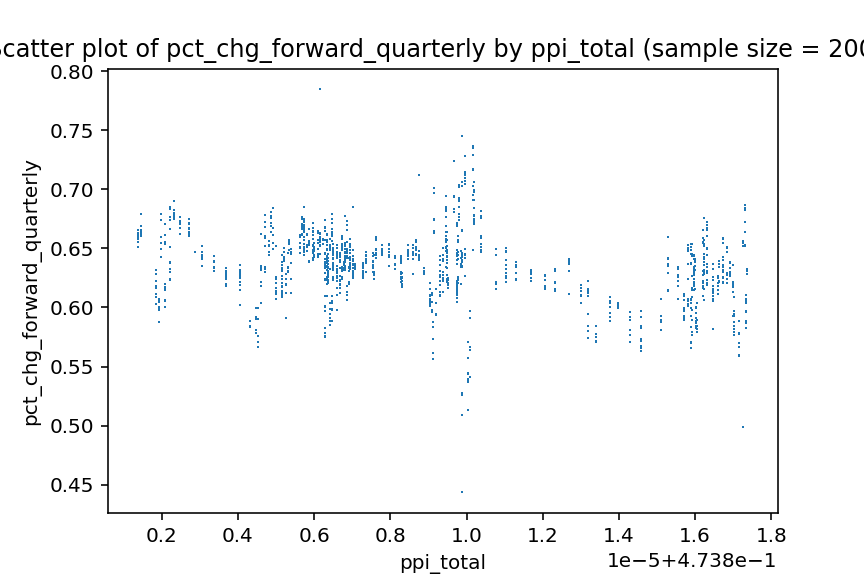 catter plot of pct_chg_forward_quarterly by ppi_total (sample size = 200
0.80
0.75
0.70
0.65
0.60
0.55
0.50
0.45
pct_chg_forward_quarterly
0.2 0.4 0.6 0.8 1.0 1.2 1.4 1.6 1.8
ppi_total
1e−5+4.738e−1